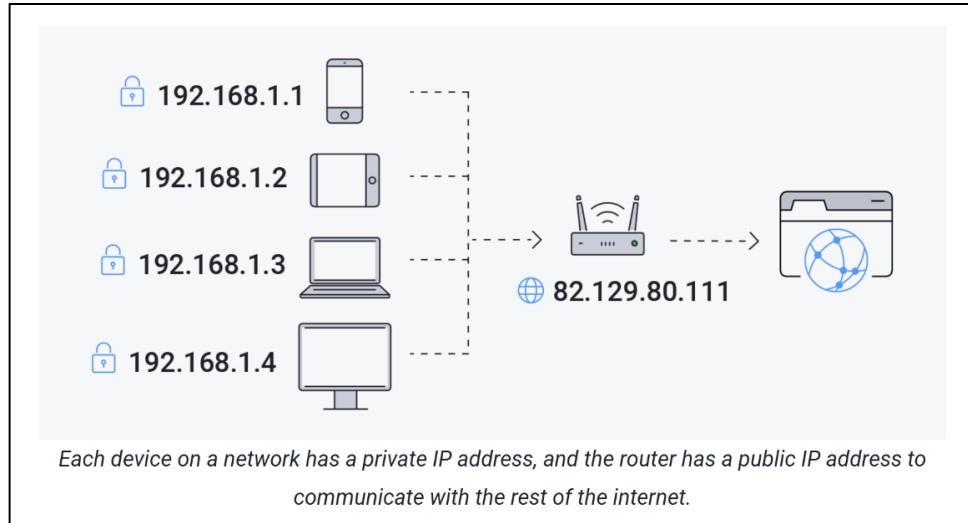 192.168.1.1
192.168.1.2
192.168.1.3
82.129.80.111
192.168.1.4
Each device on a network has a private IP address, and the router has a public IP address to
communicate with the rest of the internet.